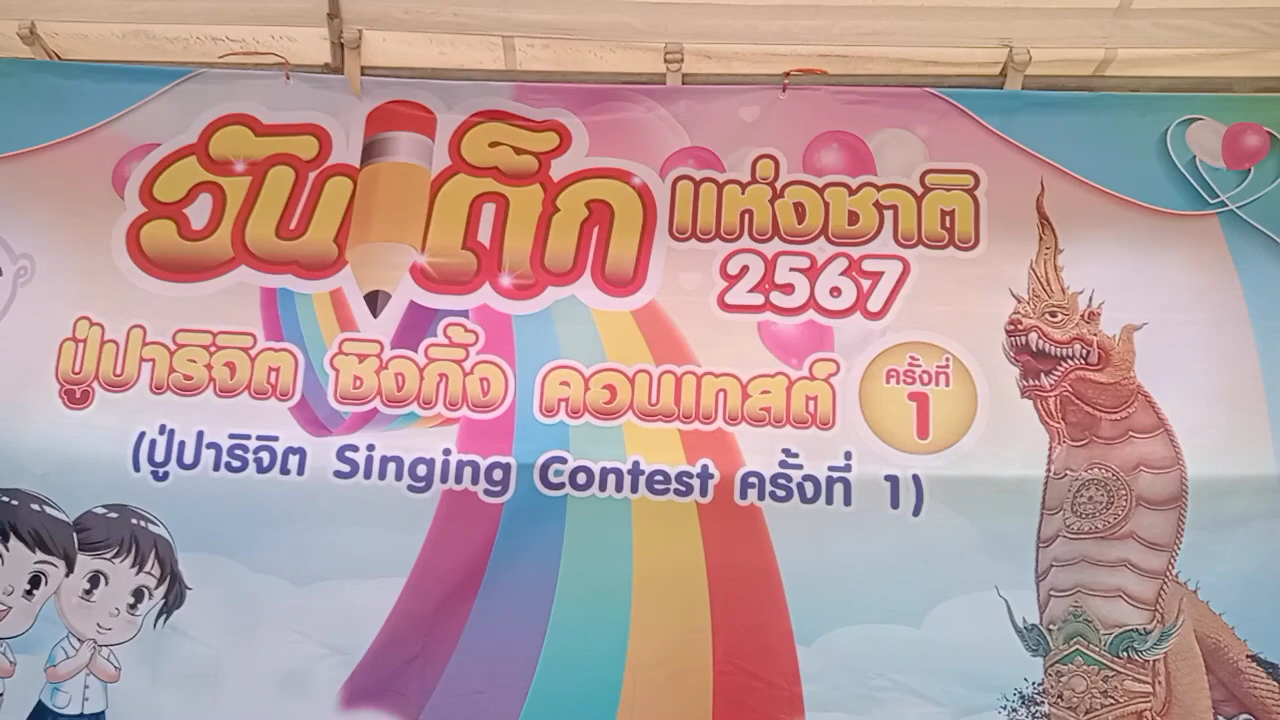 วันเด็ก แห่งชาติ
2567
ปู่ปาริจิต ซิงกิ้ง คอนเทสต์ ครั้งที่ 1
(ปู่ปาริจิต Singing Contest ครั้งที่ 1)